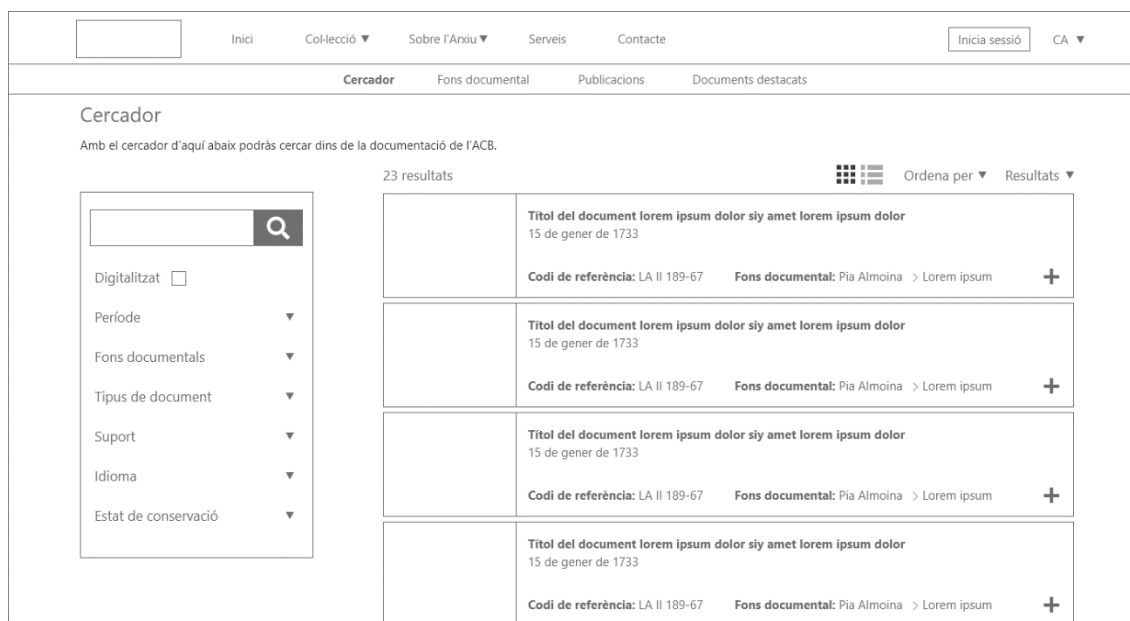 Inici Col·lecció ▼ Sobre l'Arxiu ▼ Serveis Contacte Inicia sessió CA ▼
Cercador Fons documental Publicacions Documents destacats
Cercador
Amb el cercador d'aquí abaix podràs cercar dins de la documentació de l'ACB.
23 resultats Ordena per ▼ Resultats ▼
Digitalitzat
Període ▼
Fons documentals ▼
Tipus de document ▼
Suport ▼
Idioma ▼
Estat de conservació ▼
Títol del document lorem ipsum dolor siy amet lorem ipsum dolor
15 de gener de 1733
Codi de referència: LA II 189-67 Fons documental: Pia Almoina > Lorem ipsum +
Títol del document lorem ipsum dolor siy amet lorem ipsum dolor
15 de gener de 1733
Codi de referència: LA II 189-67 Fons documental: Pia Almoina > Lorem ipsum +
Títol del document lorem ipsum dolor siy amet lorem ipsum dolor
15 de gener de 1733
Codi de referència: LA II 189-67 Fons documental: Pia Almoina > Lorem ipsum +
Títol del document lorem ipsum dolor siy amet lorem ipsum dolor
15 de gener de 1733
Codi de referència: LA II 189-67 Fons documental: Pia Almoina > Lorem ipsum +